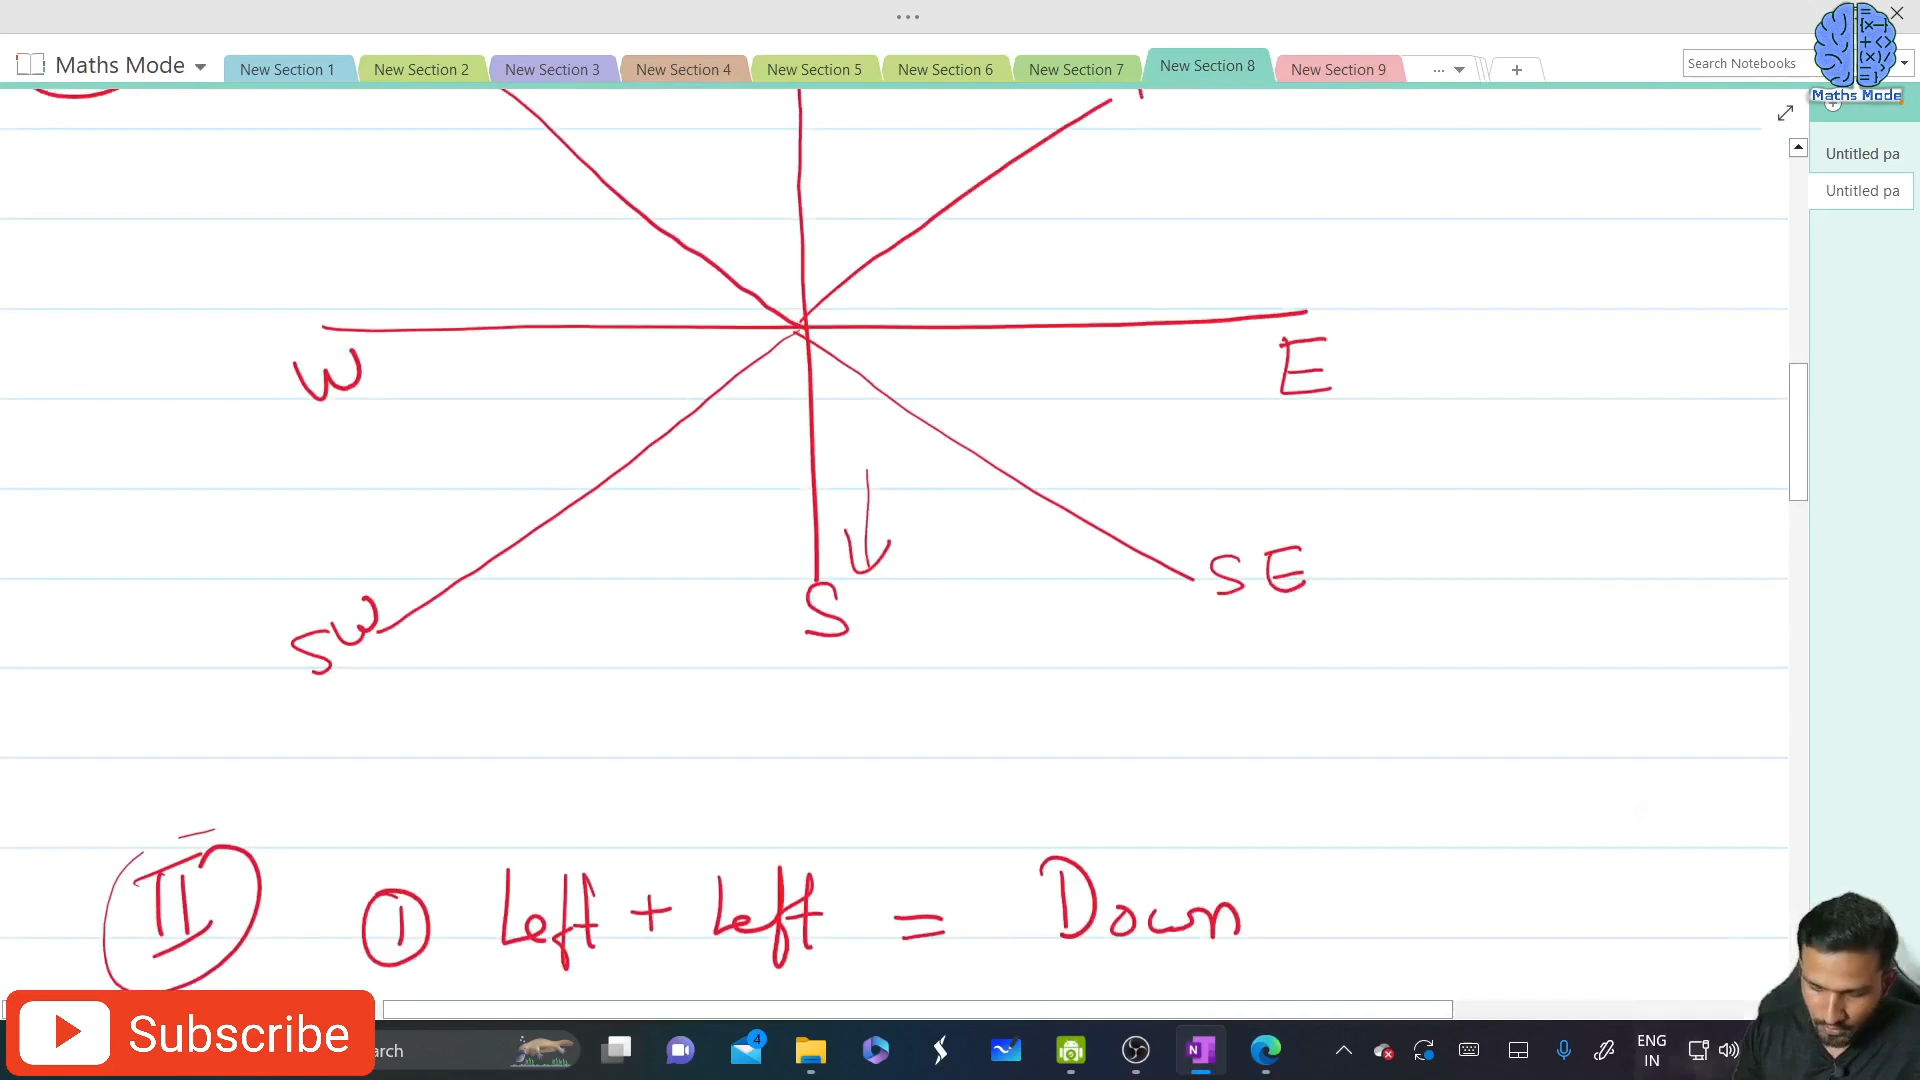 ...
Maths Mode
New Section 1
New Section 2
New Section 3
New Section 4
New Section 5
New Section 6
New Section 7
New Section 8
New Section 9
...
+
Search Notebooks
Maths Mode
Untitled pa
Untitled pa
W
E
SE
S
SW
II
① Left + Left = Down
Subscribe
arch
4
ENG
IN